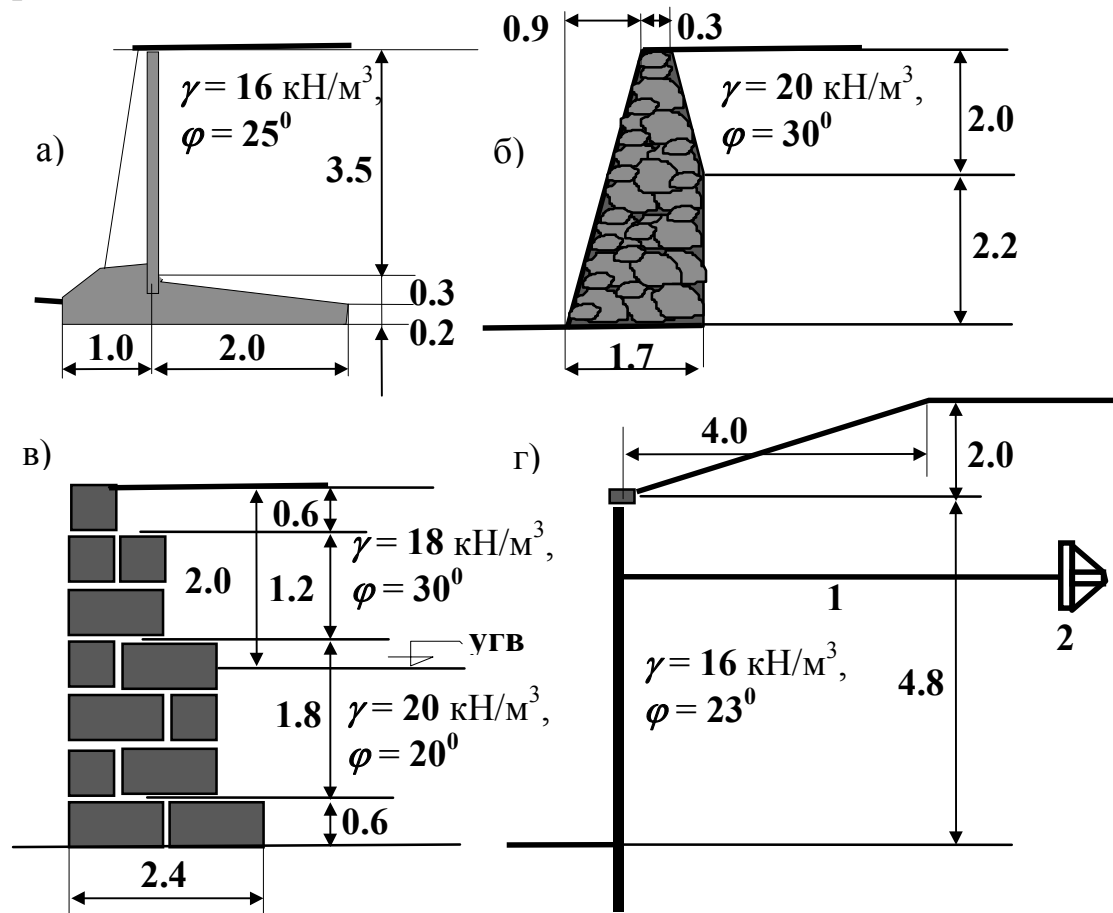 а)
γ = 16 кН/м³,
φ = 25⁰
3.5
0.3
0.2
1.0
2.0
б)
0.9
0.3
γ = 20 кН/м³,
φ = 30⁰
2.0
2.2
1.7
в)
0.6
γ = 18 кН/м³,
φ = 30⁰
2.0
1.2
угв
1.8
γ = 20 кН/м³,
φ = 20⁰
0.6
2.4
г)
4.0
2.0
1
2
γ = 16 кН/м³,
φ = 23⁰
4.8